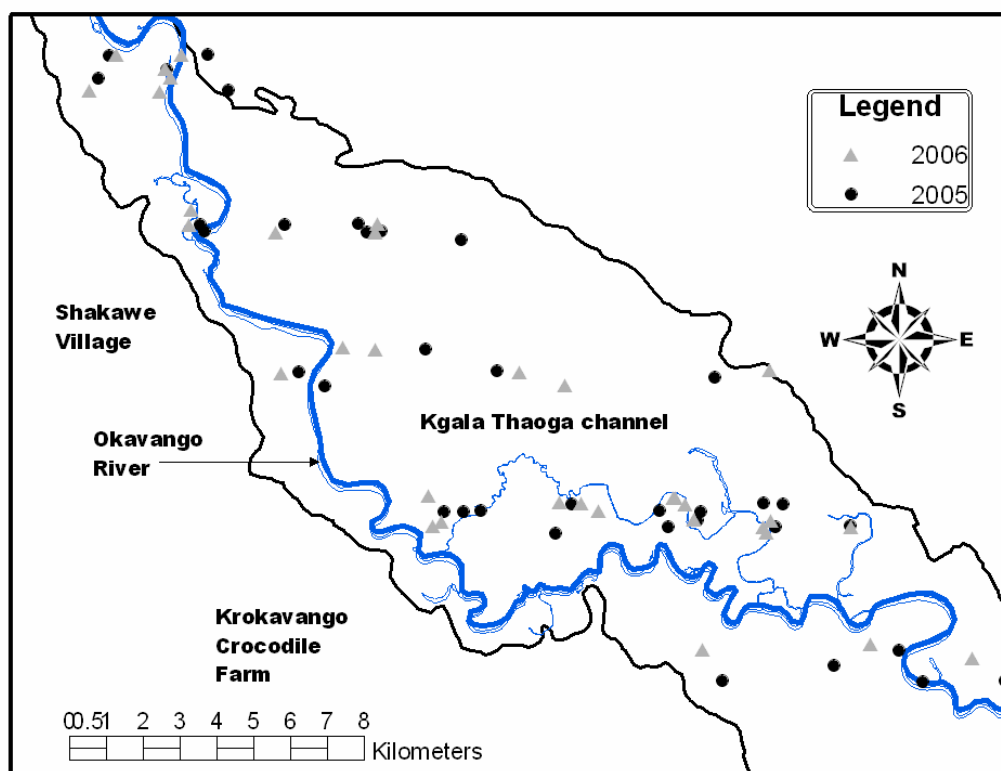 Legend
2006
2005
N
W
E
S
Shakawe
Village
Kgala Thaoga channel
Okavango
River
Krokavango
Crocodile
Farm
00.51 2 3 4 5 6 7 8
Kilometers